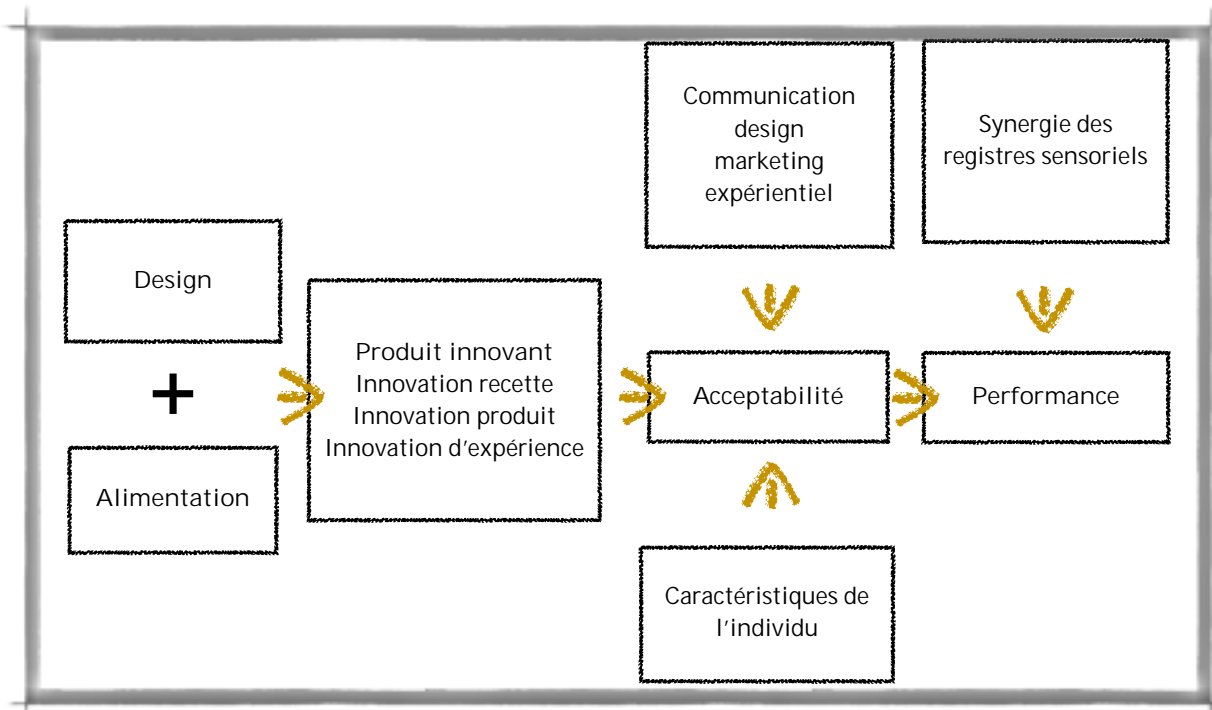 Design
+
Alimentation
Produit innovant
Innovation recette
Innovation produit
Innovation d'expérience
Communication
design
marketing
expérientiel
Acceptabilité
Caractéristiques de
l'individu
Synergie des
registres sensoriels
Performance